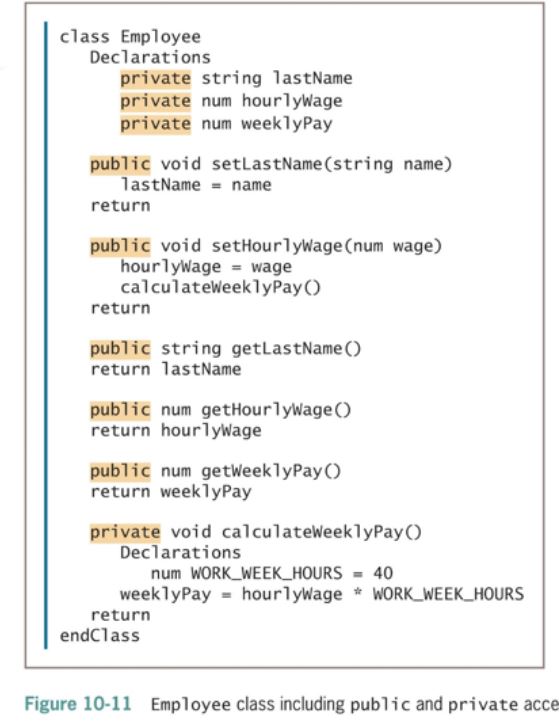 class Employee
Declarations
private string lastName
private num hourlyWage
private num weeklyPay
public void setLastName(string name)
lastName = name
return
public void setHourlyWage(num wage)
hourlyWage = wage
calculateWeeklyPay()
return
public string getLastName()
return lastName
public num getHourlyWage()
return hourlyWage
public num getWeeklyPay()
return weeklyPay
private void calculateWeeklyPay()
Declarations
num WORK_WEEK_HOURS = 40
weeklyPay = hourlyWage * WORK_WEEK_HOURS
return
endClass
Figure 10-11 Employee class including public and private acce